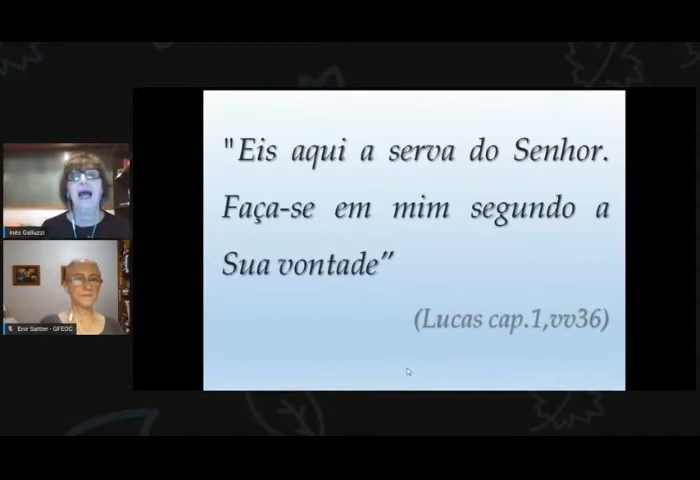 "Eis aqui a serva do Senhor.
Faça-se em mim segundo a
Sua vontade”
(Lucas cap.1,vv36)
Inês Galluzzi
Enir Sattler - GFEDC